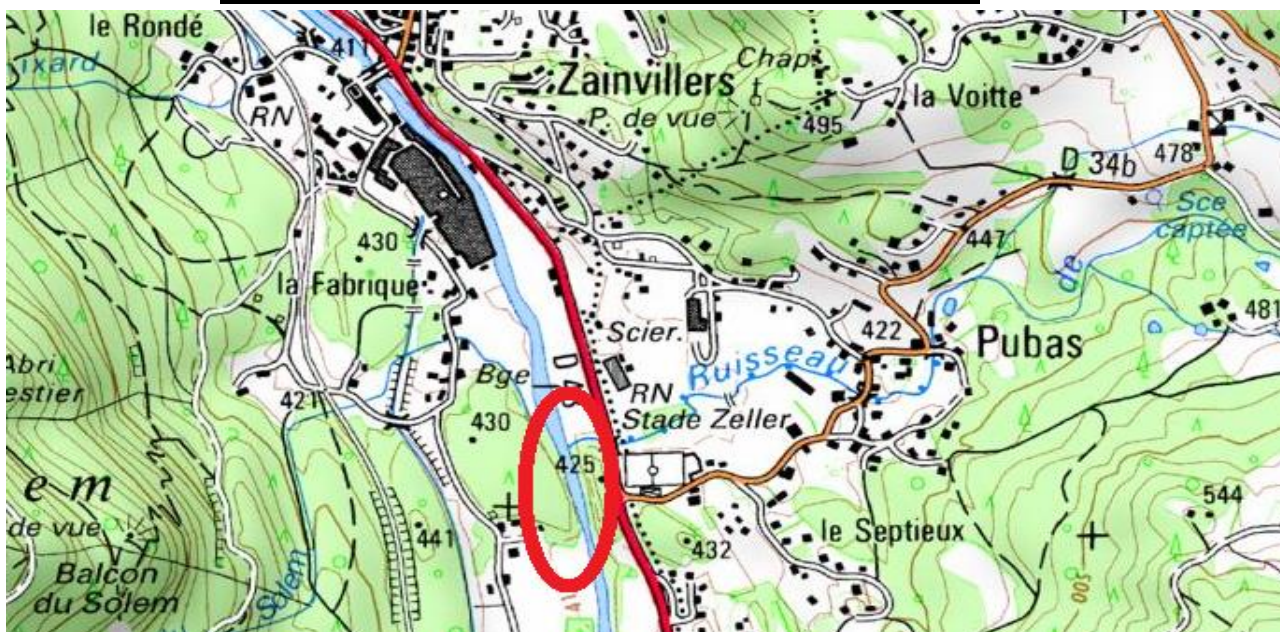 le Rondé
411
ixard
Chap.
Zainvillers
la Voitte
RN
P. de vue
495
D 34b
478
Sce
captée
430
447
de
la Fabrique
481
422
Scier.
Pubas
Abri
estier
Bge
D
Ruisseau
RN
421
Stade Zeller
430
425
e m
544
de vue
441
le Septieux
432
Balcon
du Solem
Solem
500